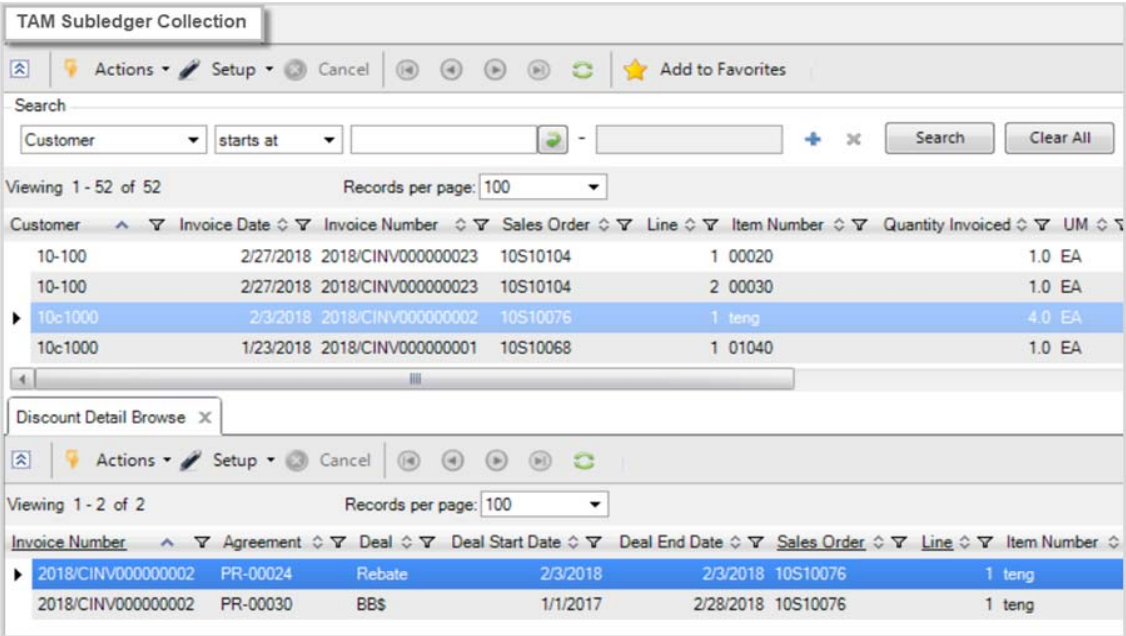 TAM Subledger Collection
Actions Setup Cancel Add to Favorites
Search
Customer starts at - Search Clear All
Viewing 1 - 52 of 52 Records per page: 100
Customer Invoice Date Invoice Number Sales Order Line Item Number Quantity Invoiced UM
10-100 2/27/2018 2018/CINV000000023 10S10104 1 00020 1.0 EA
10-100 2/27/2018 2018/CINV000000023 10S10104 2 00030 1.0 EA
10c1000 2/3/2018 2018/CINV000000002 10S10076 1 teng 4.0 EA
10c1000 1/23/2018 2018/CINV000000001 10S10068 1 01040 1.0 EA
Discount Detail Browse
Actions Setup Cancel
Viewing 1 - 2 of 2 Records per page: 100
Invoice Number Agreement Deal Deal Start Date Deal End Date Sales Order Line Item Number
2018/CINV000000002 PR-00024 Rebate 2/3/2018 2/3/2018 10S10076 1 teng
2018/CINV000000002 PR-00030 BB$ 1/1/2017 2/28/2018 10S10076 1 teng